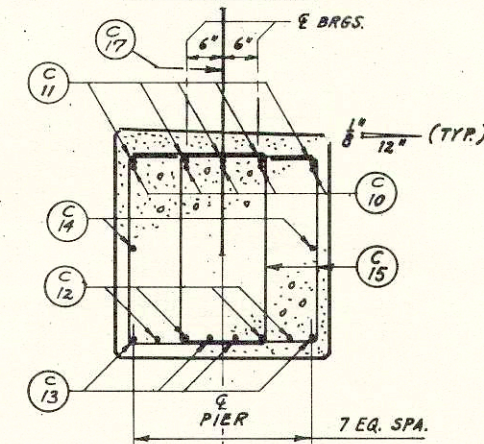 C 17
6" 6"
℄ BRGS.
C 11
1/8" 12" (TYP.)
C 10
C 14
C 15
C 12
C 13
℄ PIER
7 EQ. SPA.